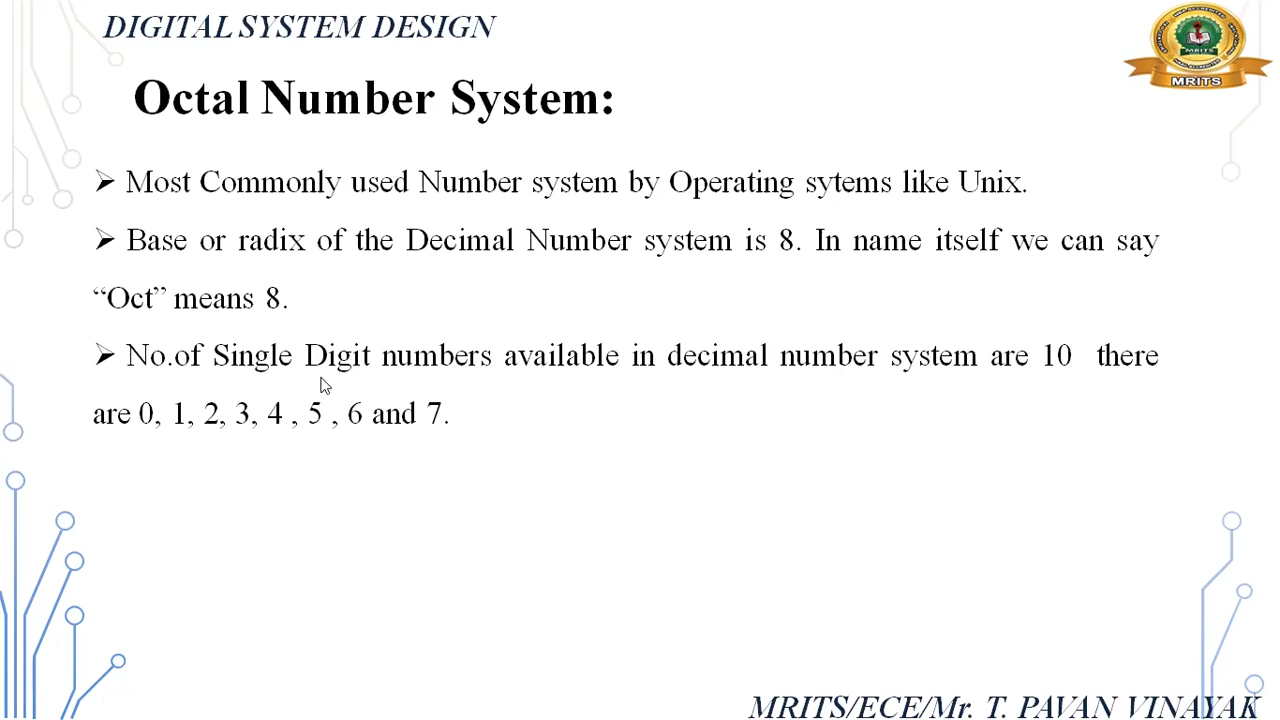 DIGITAL SYSTEM DESIGN
MRITS
MRITS
Octal Number System:
➢ Most Commonly used Number system by Operating sytems like Unix.
➢ Base or radix of the Decimal Number system is 8. In name itself we can say
“Oct” means 8.
➢ No.of Single Digit numbers available in decimal number system are 10 there
are 0, 1, 2, 3, 4 , 5 , 6 and 7.
MRITS/ECE/Mr. T. PAVAN VINAYAK